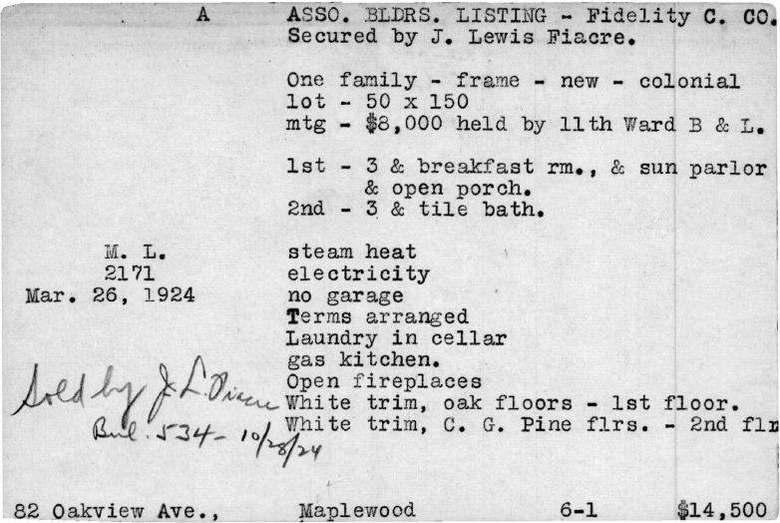 A ASSO. BLDRS. LISTING - Fidelity C. CO.
Secured by J. Lewis Fiacre.
One family - frame - new - colonial
lot - 50 x 150
mtg - $8,000 held by 11th Ward B & L.
1st - 3 & breakfast rm., & sun parlor
& open porch.
2nd - 3 & tile bath.
M. L. steam heat
2171 electricity
Mar. 26, 1924 no garage
Terms arranged
Laundry in cellar
gas kitchen.
Open fireplaces
Sold by J. L. Fiacre White trim, oak floors - 1st floor.
Bul. 534 - 10/28/24 White trim, C. G. Pine flrs. - 2nd flr
82 Oakview Ave., Maplewood 6-1 $14,500